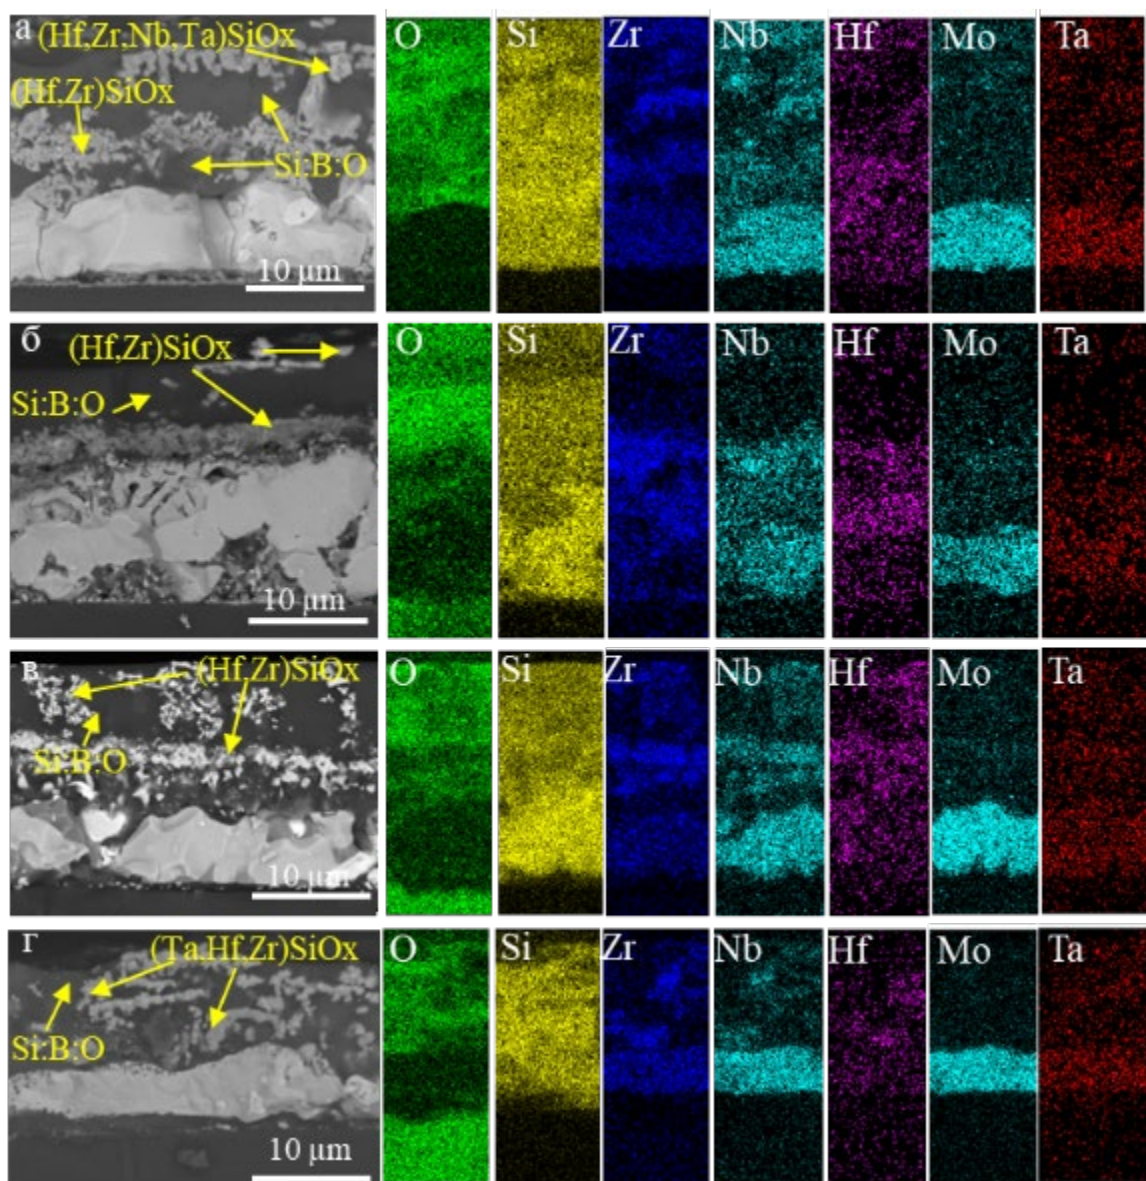 а
(Hf,Zr,Nb,Ta)SiOx
(Hf,Zr)SiOx
Si:B:O
10 µm
O Si Zr Nb Hf Mo Ta
б
(Hf,Zr)SiOx
Si:B:O
10 µm
O Si Zr Nb Hf Mo Ta
в
(Hf,Zr)SiOx
Si:B:O
10 µm
O Si Zr Nb Hf Mo Ta
г
(Ta,Hf,Zr)SiOx
Si:B:O
10 µm
O Si Zr Nb Hf Mo Ta